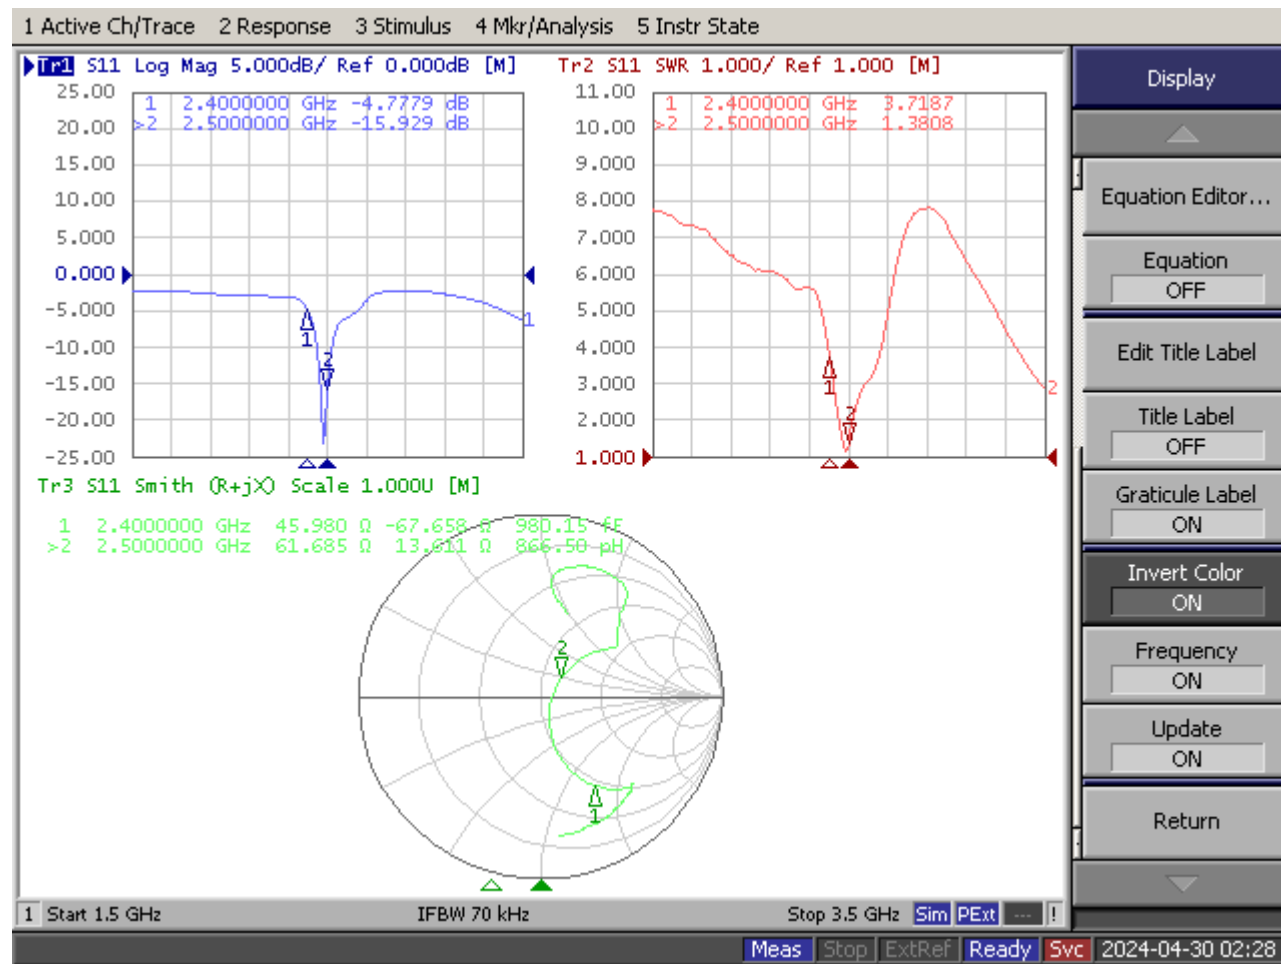 1 Active Ch/Trace 2 Response 3 Stimulus 4 Mkr/Analysis 5 Instr State
Tr1 S11 Log Mag 5.000dB/ Ref 0.000dB [M]
25.00
20.00
15.00
10.00
5.000
0.000
-5.000
-10.00
-15.00
-20.00
-25.00
1 2.4000000 GHz -4.7779 dB
>2 2.5000000 GHz -15.929 dB
1
2
1
Tr2 S11 SWR 1.000/ Ref 1.000 [M]
11.00
10.00
9.000
8.000
7.000
6.000
5.000
4.000
3.000
2.000
1.000
1 2.4000000 GHz 3.7187
>2 2.5000000 GHz 1.3808
1
2
2
Tr3 S11 Smith (R+jX) Scale 1.000U [M]
1 2.4000000 GHz 45.980 Ω -67.658 Ω 980.15 fF
>2 2.5000000 GHz 61.685 Ω 13.611 Ω 866.50 pH
2
1
1 Start 1.5 GHz IFBW 70 kHz Stop 3.5 GHz Sim PExt --- !
Meas Stop ExtRef Ready Svc 2024-04-30 02:28
Display
Equation Editor...
Equation
OFF
Edit Title Label
Title Label
OFF
Graticule Label
ON
Invert Color
ON
Frequency
ON
Update
ON
Return